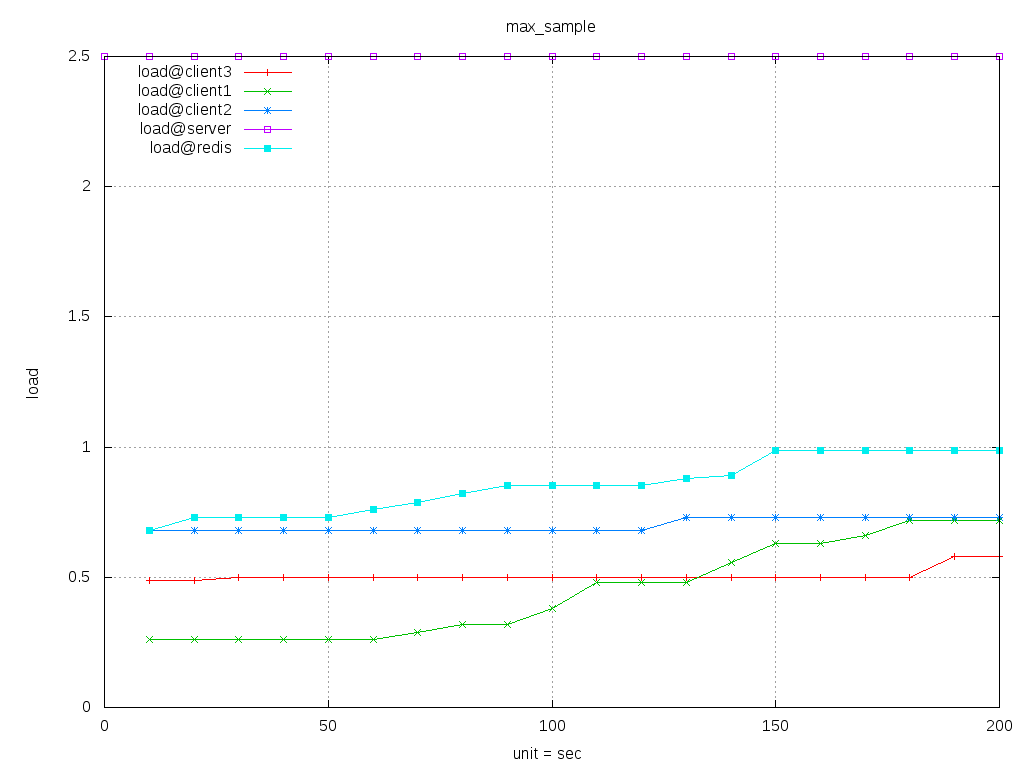 max_sample
2.5
load@client3
load@client1
load@client2
load@server
load@redis
2
1.5
load
1
0.5
0
0 50 100 150 200
unit = sec